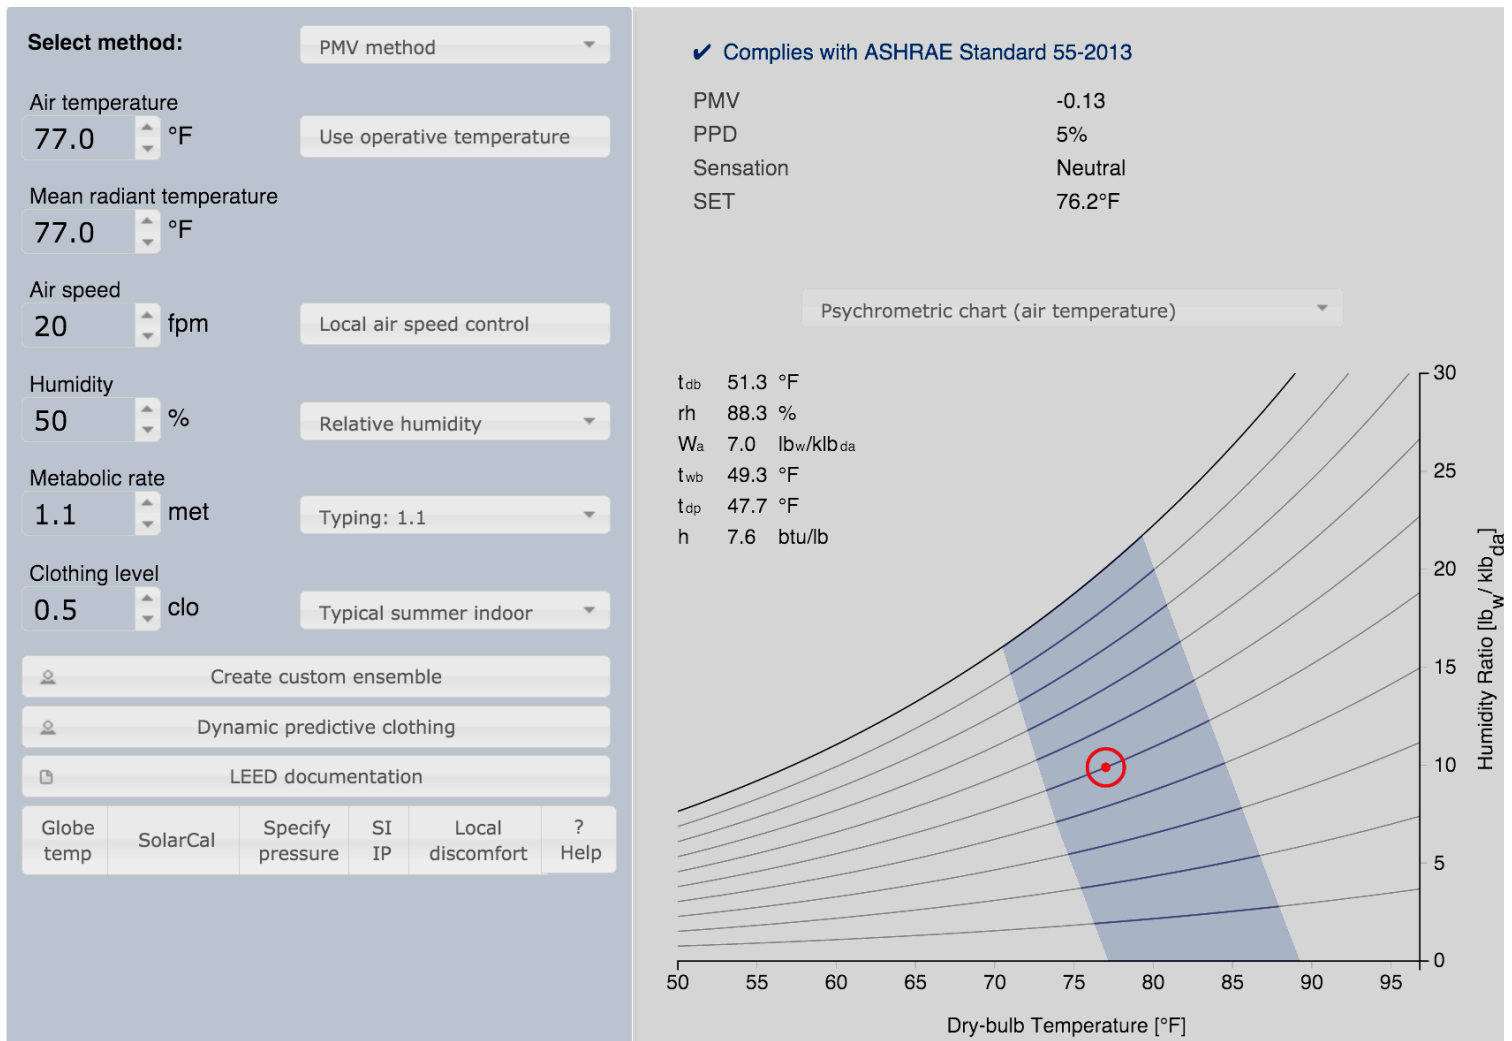 Select method:
PMV method
Air temperature
77.0 °F
Use operative temperature
Mean radiant temperature
77.0 °F
Air speed
20 fpm
Local air speed control
Humidity
50 %
Relative humidity
Metabolic rate
1.1 met
Typing: 1.1
Clothing level
0.5 clo
Typical summer indoor
Create custom ensemble
Dynamic predictive clothing
LEED documentation
Globe temp
SolarCal
Specify pressure
SI IP
Local discomfort
? Help
✔ Complies with ASHRAE Standard 55-2013
PMV -0.13
PPD 5%
Sensation Neutral
SET 76.2°F
Psychrometric chart (air temperature)
tdb 51.3 °F
rh 88.3 %
Wa 7.0 lbw/klbda
twb 49.3 °F
tdp 47.7 °F
h 7.6 btu/lb
30
25
20
15
10
5
0
Humidity Ratio [lbw / klbda]
50 55 60 65 70 75 80 85 90 95
Dry-bulb Temperature [°F]